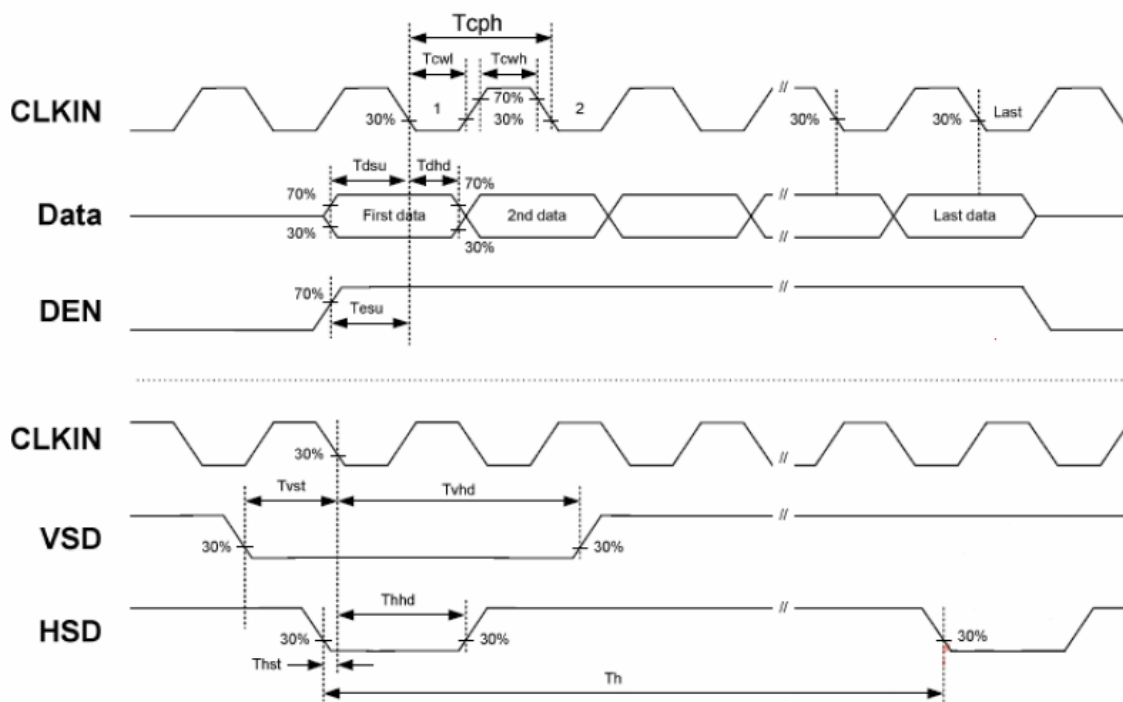 Tcph
Tcwl Tcwh
CLKIN 30% 1 70% 30% 2 // 30% 30% Last
Tdsu Tdhd
70% 70%
Data First data 2nd data // Last data
30% 30%
DEN 70% //
Tesu
CLKIN 30% //
Tvst Tvhd
VSD 30% 30% //
Thhd
HSD 30% 30% // 30%
Thst
Th